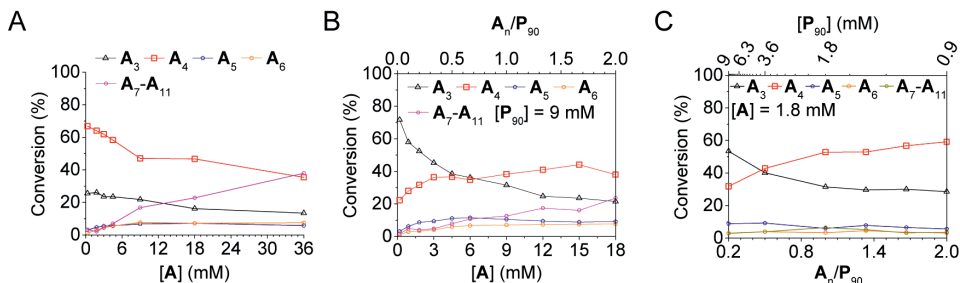 A
A3 A4 A5 A6
A7-A11
Conversion (%)
100
80
60
40
20
0
0 6 12 18 24 30 36
[A] (mM)
B
An/P90
0.0 0.5 1.0 1.5 2.0
A3 A4 A5 A6
A7-A11 [P90] = 9 mM
Conversion (%)
100
80
60
40
20
0
0 3 6 9 12 15 18
[A] (mM)
C
[P90] (mM)
9 6.3 3.6 1.8 0.9
A3 A4 A5 A6 A7-A11
[A] = 1.8 mM
Conversion (%)
100
80
60
40
20
0
0.2 0.7 1.3 2.0
An/P90